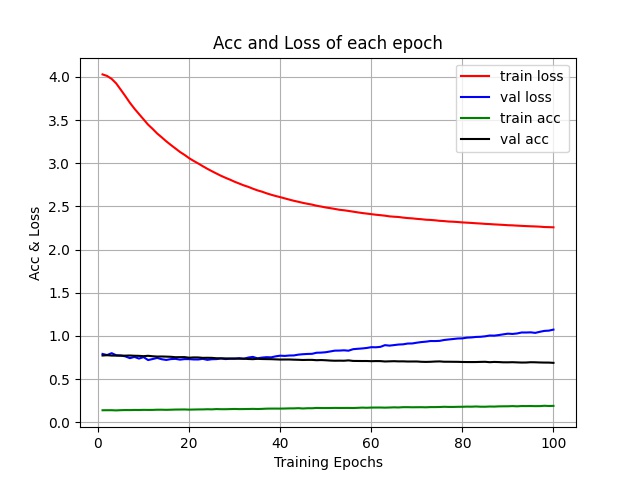 Acc and Loss of each epoch
train loss
val loss
train acc
val acc
4.0
3.5
3.0
2.5
2.0
1.5
1.0
0.5
0.0
Acc & Loss
0 20 40 60 80 100
Training Epochs